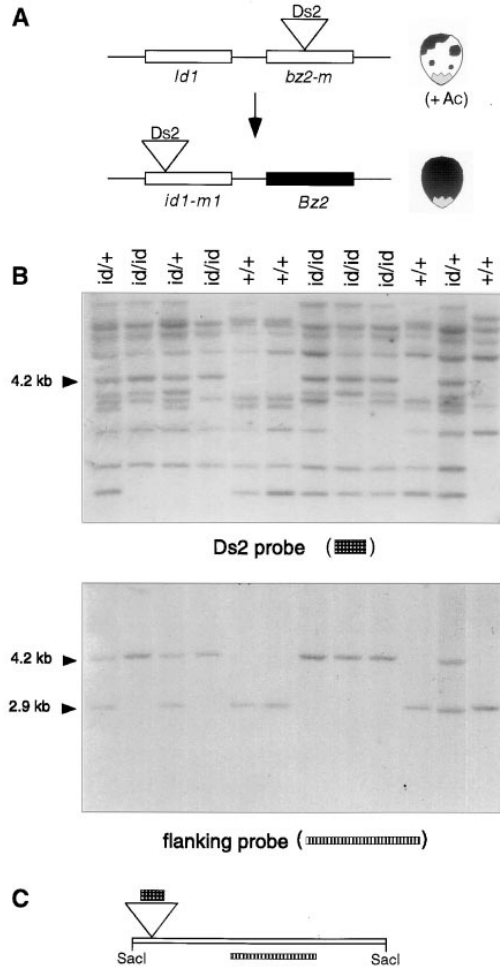 A
Ds2
Id1
bz2-m
(+ Ac)
Ds2
id1-m1
Bz2
B
id/+ id/id id/+ id/id +/+ +/+ id/id id/id id/id +/+ id/+ +/+
4.2 kb
Ds2 probe ( )
4.2 kb
2.9 kb
flanking probe ( )
C
SacI SacI